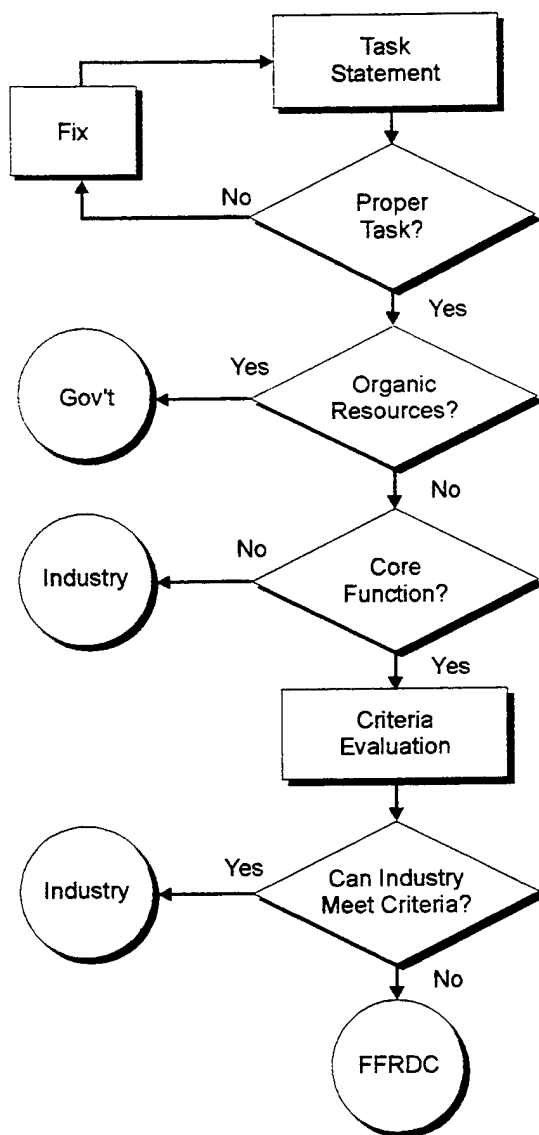 Task
Statement
Fix
No
Proper
Task?
Yes
Yes
Gov't
Organic
Resources?
No
No
Industry
Core
Function?
Yes
Criteria
Evaluation
Yes
Industry
Can Industry
Meet Criteria?
No
FFRDC